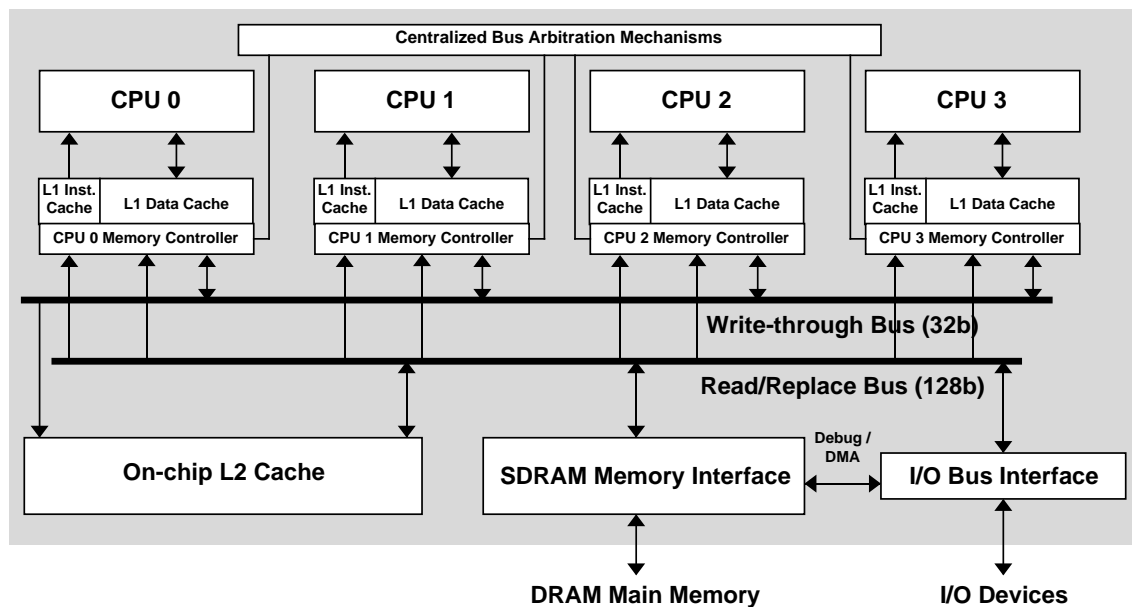 Centralized Bus Arbitration Mechanisms
CPU 0
CPU 1
CPU 2
CPU 3
L1 Inst.
Cache
L1 Data Cache
L1 Inst.
Cache
L1 Data Cache
L1 Inst.
Cache
L1 Data Cache
L1 Inst.
Cache
L1 Data Cache
CPU 0 Memory Controller
CPU 1 Memory Controller
CPU 2 Memory Controller
CPU 3 Memory Controller
Write-through Bus (32b)
Read/Replace Bus (128b)
On-chip L2 Cache
SDRAM Memory Interface
Debug /
DMA
I/O Bus Interface
DRAM Main Memory
I/O Devices